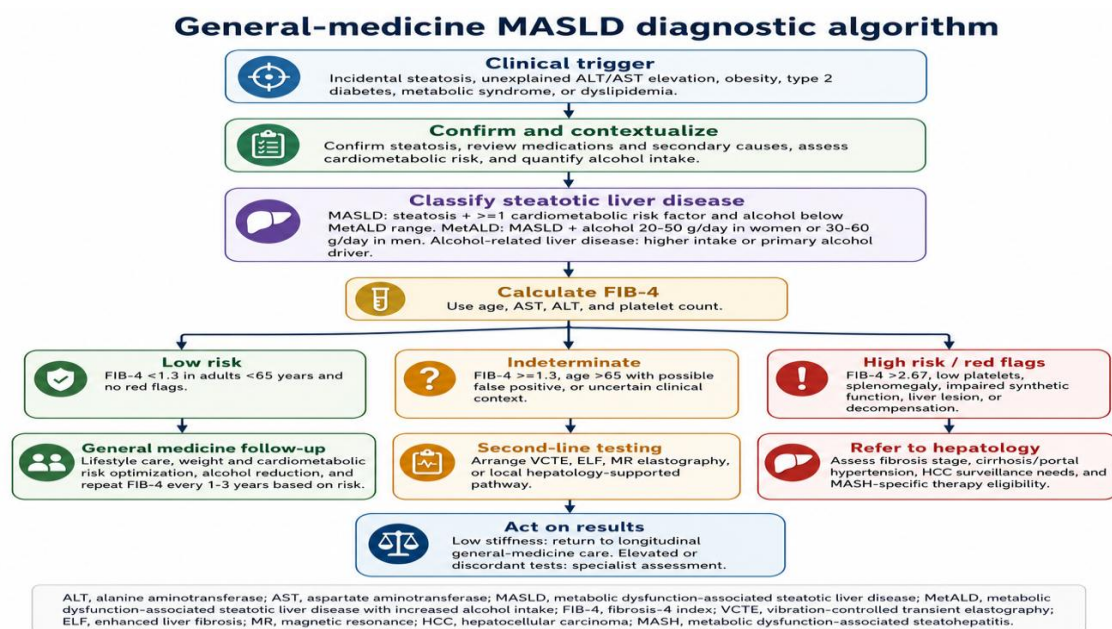 General-medicine MASLD diagnostic algorithm
Clinical trigger
Incidental steatosis, unexplained ALT/AST elevation, obesity, type 2
diabetes, metabolic syndrome, or dyslipidemia.
Confirm and contextualize
Confirm steatosis, review medications and secondary causes, assess
cardiometabolic risk, and quantify alcohol intake.
Classify steatotic liver disease
MASLD: steatosis + >=1 cardiometabolic risk factor and alcohol below
MetALD range. MetALD: MASLD + alcohol 20-50 g/day in women or 30-60
g/day in men. Alcohol-related liver disease: higher intake or primary alcohol
driver.
Calculate FIB-4
Use age, AST, ALT, and platelet count.
Low risk
FIB-4 <1.3 in adults <65 years and
no red flags.
Indeterminate
FIB-4 >=1.3, age >65 with possible
false positive, or uncertain clinical
context.
High risk / red flags
FIB-4 >2.67, low platelets,
splenomegaly, impaired synthetic
function, liver lesion, or
decompensation.
General medicine follow-up
Lifestyle care, weight and cardiometabolic
risk optimization, alcohol reduction, and
repeat FIB-4 every 1-3 years based on risk.
Second-line testing
Arrange VCTE, ELF, MR elastography,
or local hepatology-supported
pathway.
Refer to hepatology
Assess fibrosis stage, cirrhosis/portal
hypertension, HCC surveillance needs, and
MASH-specific therapy eligibility.
Act on results
Low stiffness: return to longitudinal
general-medicine care. Elevated or
discordant tests: specialist assessment.
ALT, alanine aminotransferase; AST, aspartate aminotransferase; MASLD, metabolic dysfunction-associated steatotic liver disease; MetALD, metabolic
dysfunction-associated steatotic liver disease with increased alcohol intake; FIB-4, fibrosis-4 index; VCTE, vibration-controlled transient elastography;
ELF, enhanced liver fibrosis; MR, magnetic resonance; HCC, hepatocellular carcinoma; MASH, metabolic dysfunction-associated steatohepatitis.